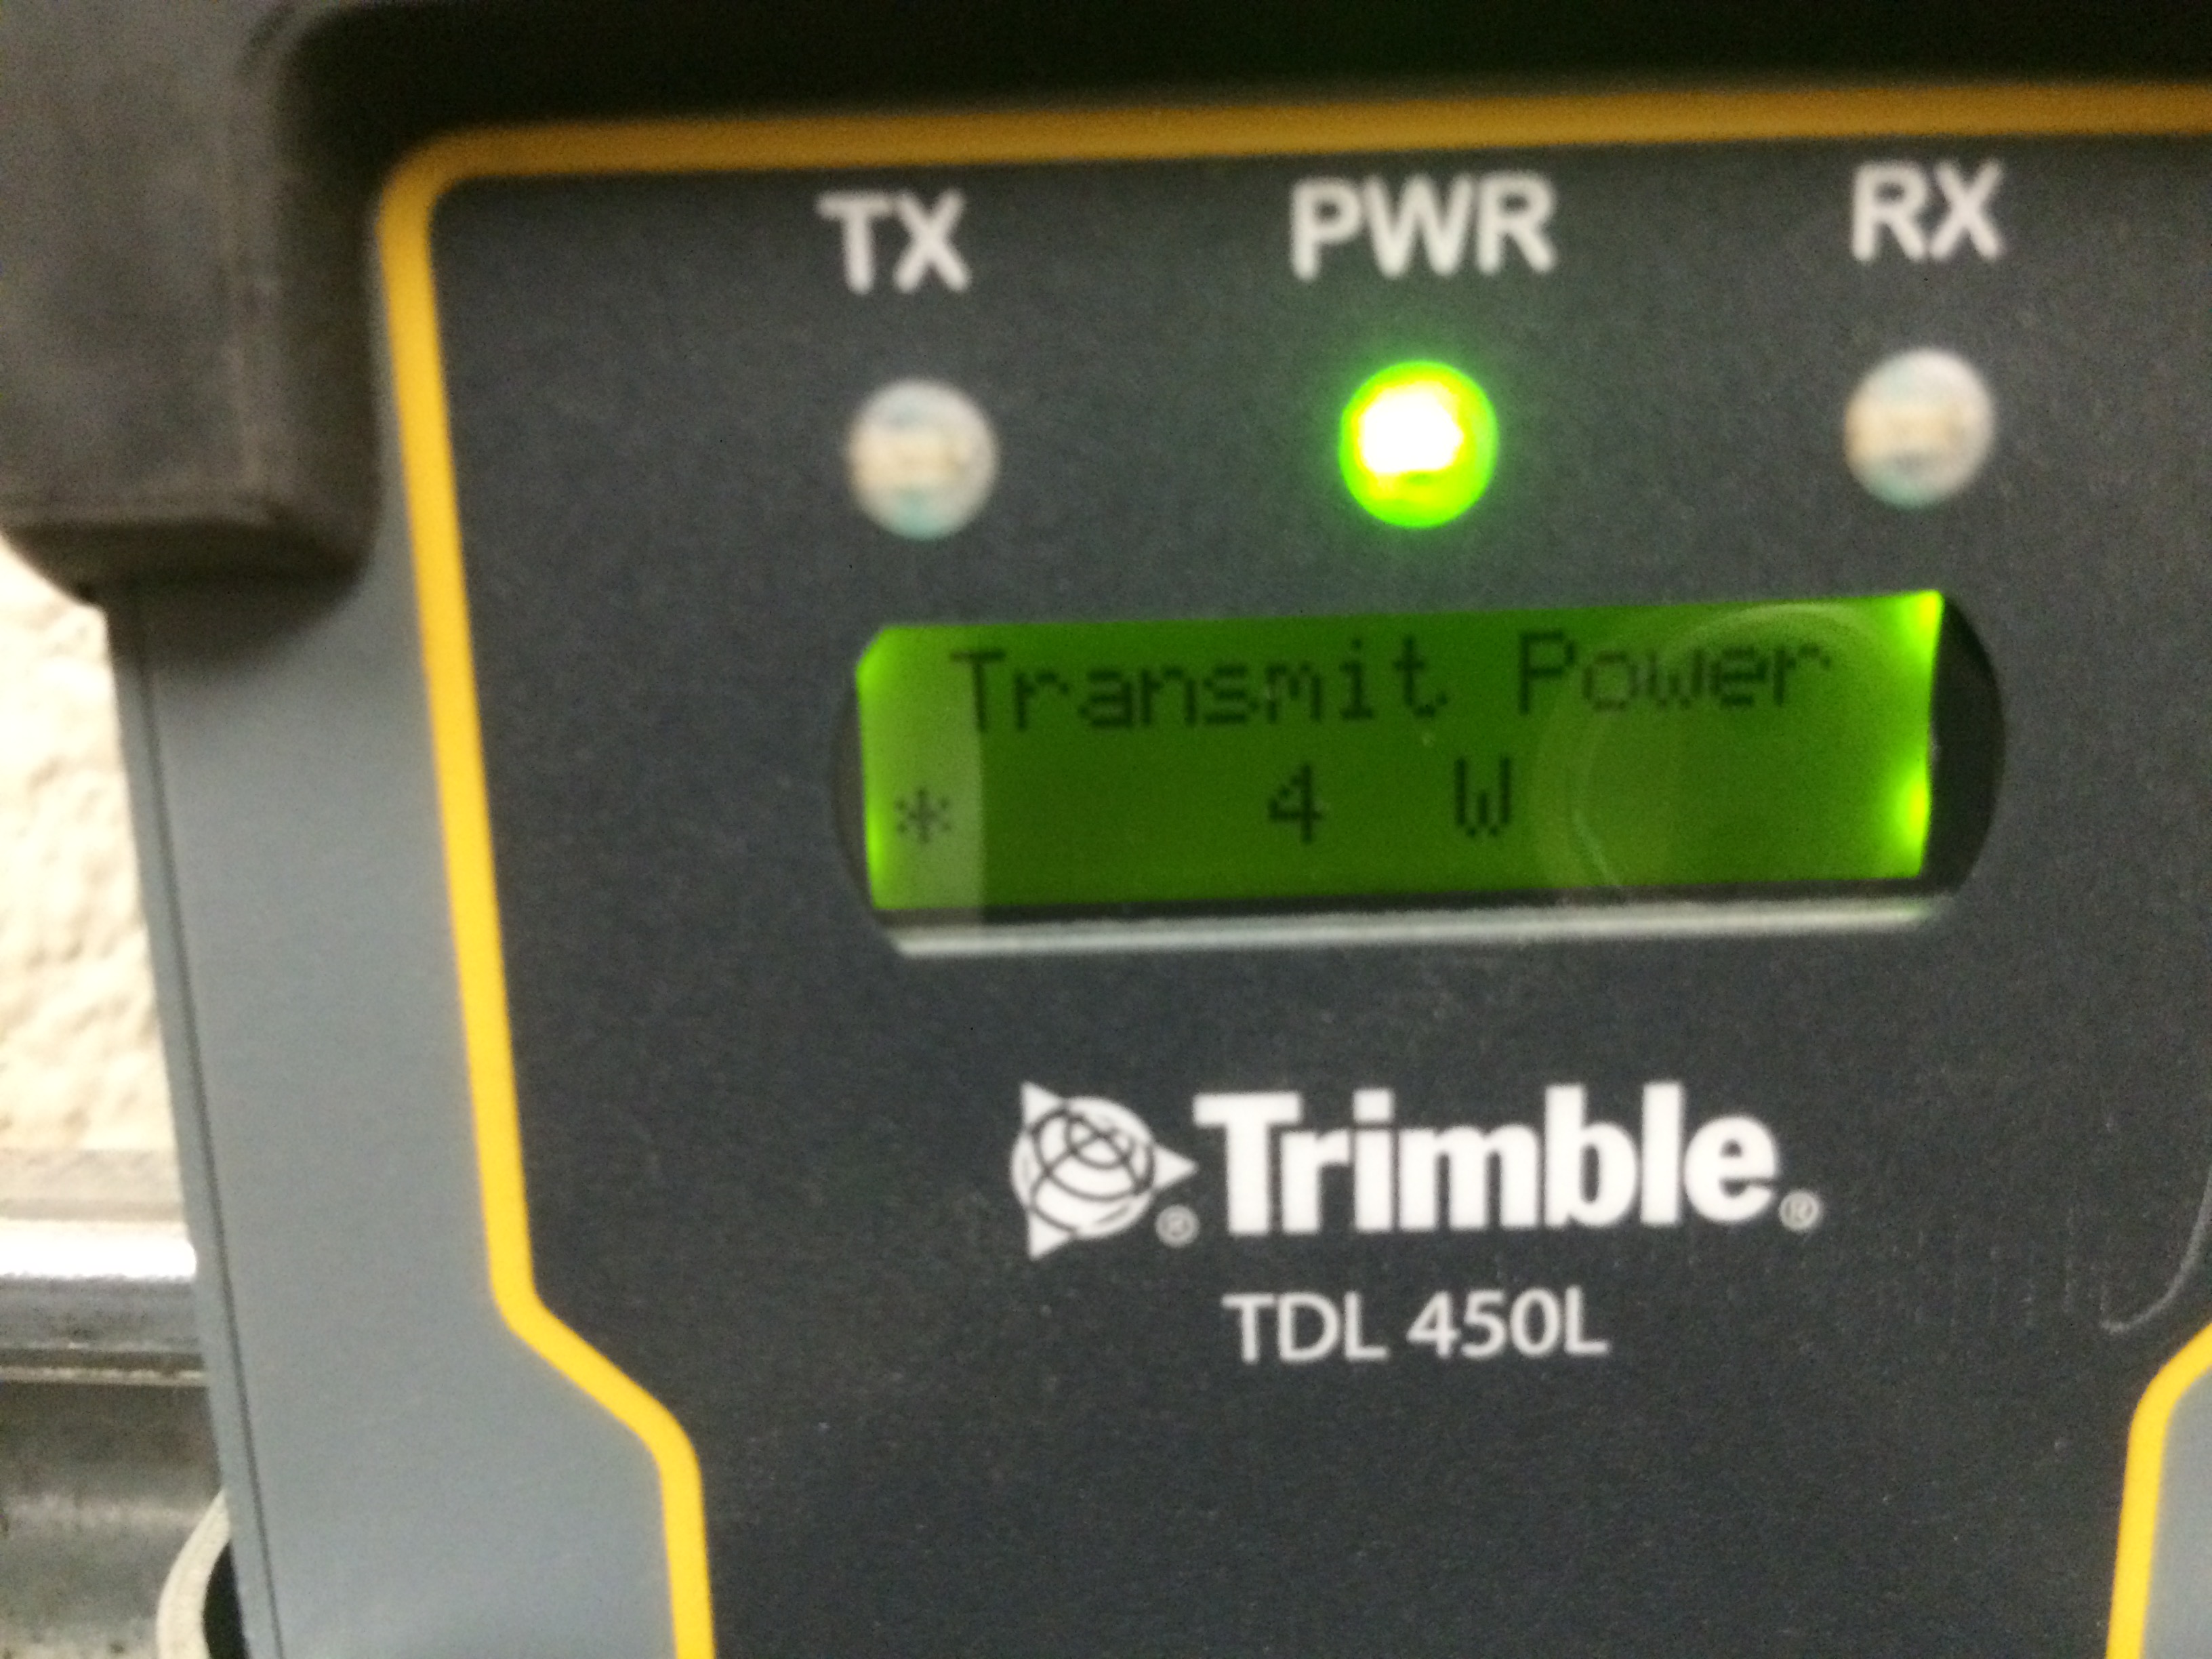 TX PWR RX
Transmit Power
* 4 W
Trimble®
TDL 450L